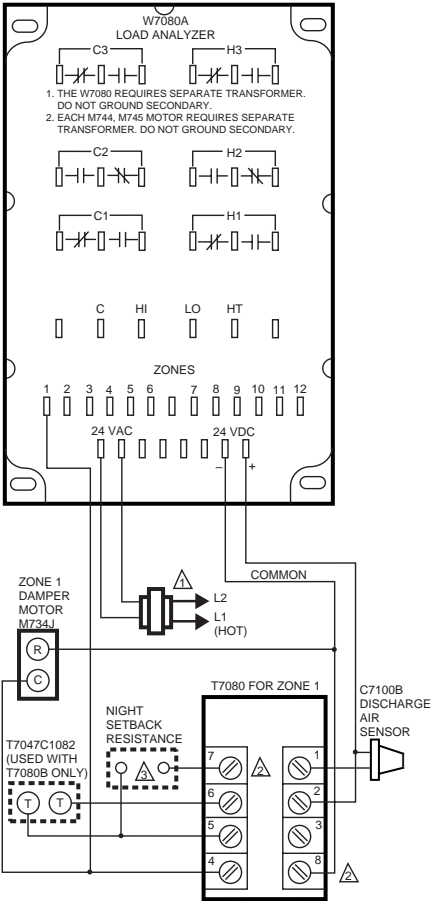 W7080A
LOAD ANALYZER
C3 H3
1. THE W7080 REQUIRES SEPARATE TRANSFORMER.
DO NOT GROUND SECONDARY.
2. EACH M744, M745 MOTOR REQUIRES SEPARATE
TRANSFORMER. DO NOT GROUND SECONDARY.
C2 H2
C1 H1
C HI LO HT
ZONES
1 2 3 4 5 6 7 8 9 10 11 12
24 VAC 24 VDC
– +
COMMON
1
L2
L1
(HOT)
ZONE 1
DAMPER
MOTOR
M734J
R
C
T7080 FOR ZONE 1
C7100B
DISCHARGE
AIR
SENSOR
NIGHT
SETBACK
RESISTANCE
3
T7047C1082
(USED WITH
T7080B ONLY)
T T
7 2 1
6 2
5 3
4 8 2